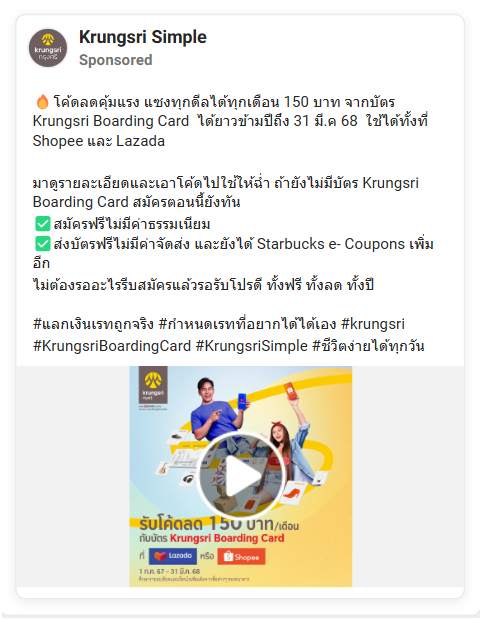 krungsri
กรุงศรี
Krungsri Simple
Sponsored
🔥 โค้ดลดคุ้มแรง แซงทุกดีลได้ทุกเดือน 150 บาท จากบัตร
Krungsri Boarding Card ได้ยาวข้ามปีถึง 31 มี.ค 68 ใช้ได้ทั้งที่
Shopee และ Lazada
มาดูรายละเอียดและเอาโค้ดไปใช้ให้ฉ่ำ ถ้ายังไม่มีบัตร Krungsri
Boarding Card สมัครตอนนี้ยังทัน
✅ สมัครฟรีไม่มีค่าธรรมเนียม
✅ ส่งบัตรฟรีไม่มีค่าจัดส่ง และยังได้ Starbucks e- Coupons เพิ่ม
อีก
ไม่ต้องรออะไรรีบสมัครแล้วรอรับโปรดี ทั้งฟรี ทั้งลด ทั้งปี
#แลกเงินเรทถูกจริง #กำหนดเรทที่อยากได้ได้เอง #krungsri
#KrungsriBoardingCard #KrungsriSimple #ชีวิตง่ายได้ทุกวัน
krungsri
กรุงศรี
รับโค้ดลด 150 บาท/เดือน
กับบัตร Krungsri Boarding Card
ที่ Lazada หรือ Shopee
1 ก.ค. 67 - 31 มี.ค. 68